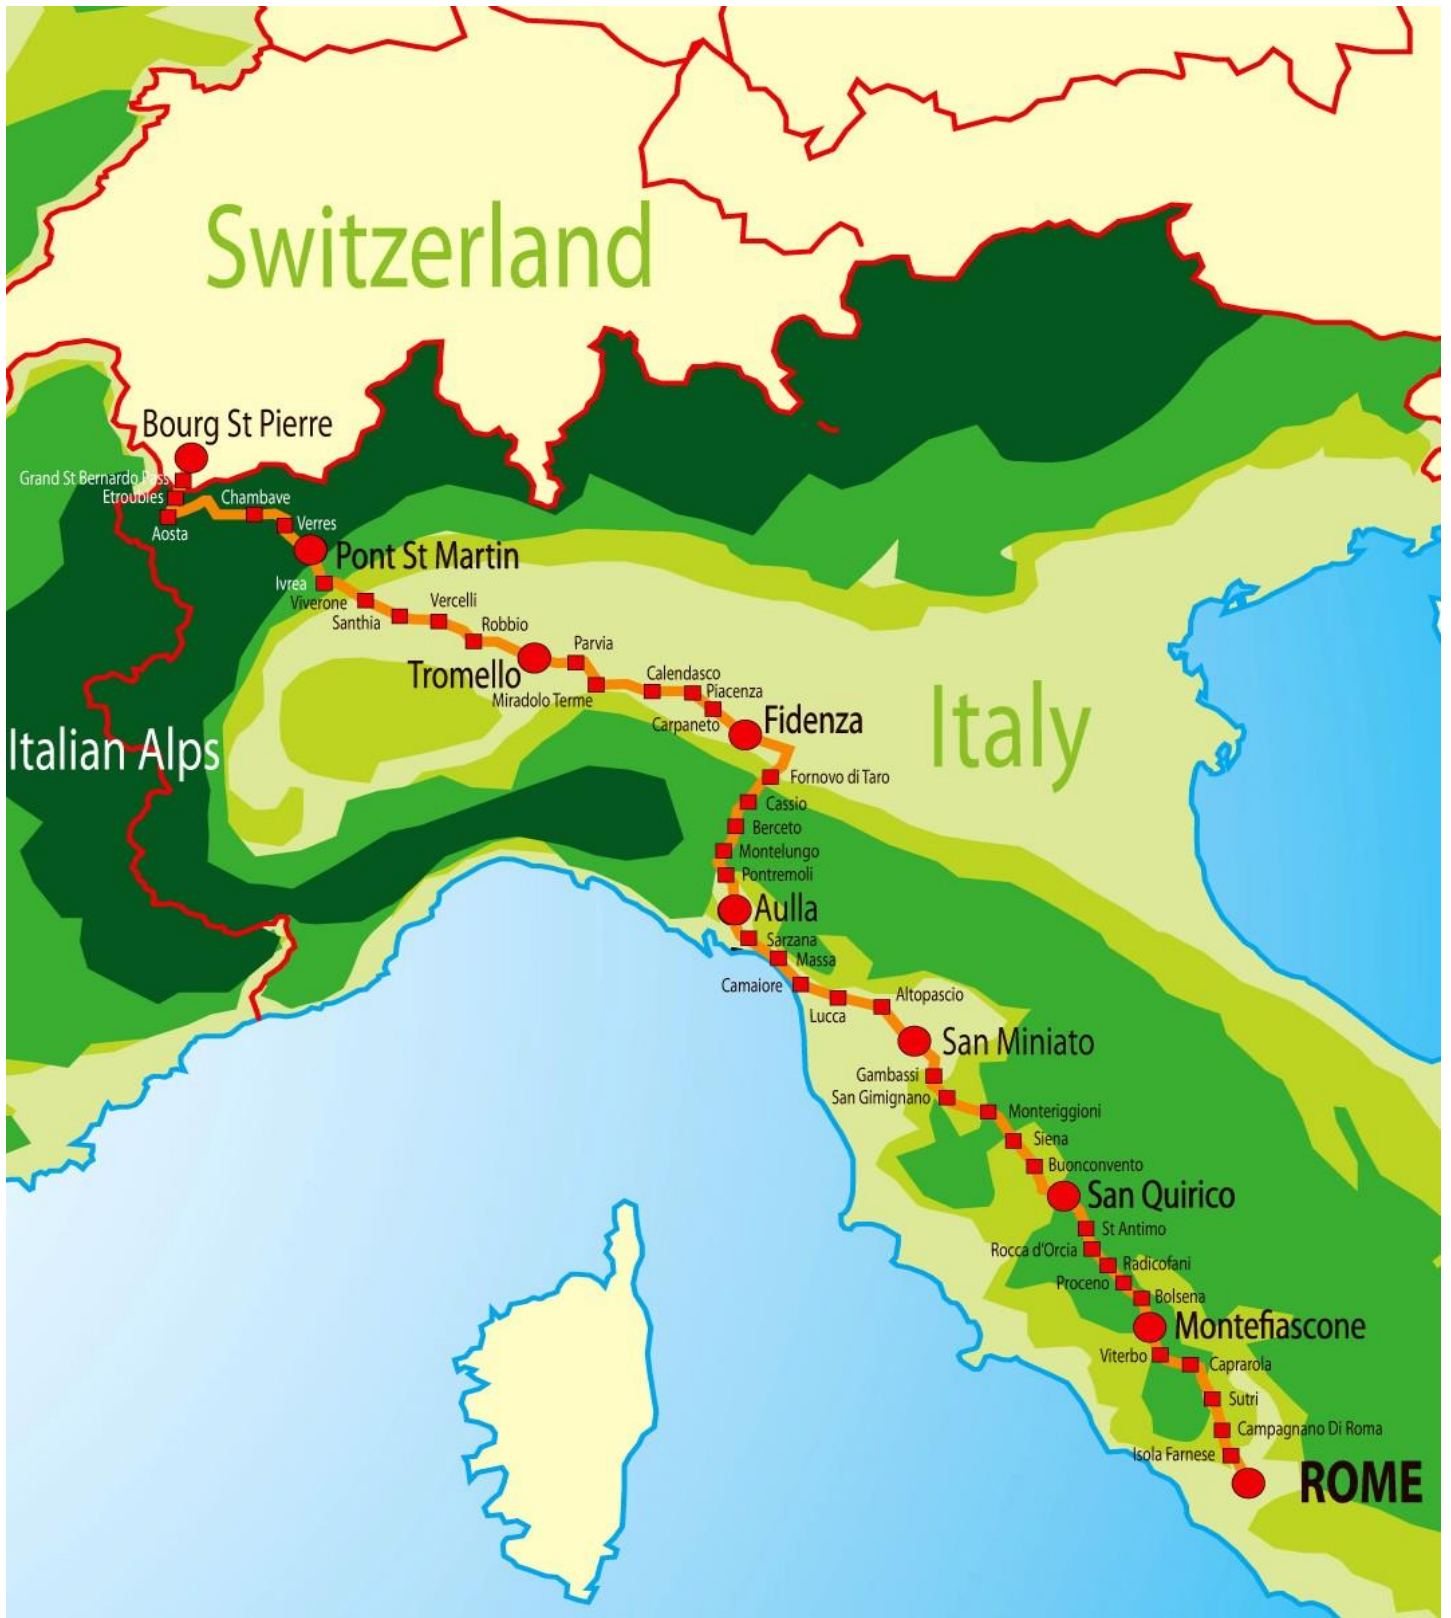 Switzerland
Bourg St Pierre
Grand St Bernardo Pass
Etroubles
Chambave
Aosta
Verres
Pont St Martin
Ivrea
Viverone
Santhia
Vercelli
Robbio
Parvia
Tromello
Miradolo Terme
Calendasco
Piacenza
Carpaneto
Fidenza
Italy
Italian Alps
Fornovo di Taro
Cassio
Berceto
Montelungo
Pontremoli
Aulla
Sarzana
Massa
Camaiore
Lucca
Altopascio
San Miniato
Gambassi
San Gimignano
Monteriggioni
Siena
Buonconvento
San Quirico
St Antimo
Rocca d'Orcia
Radicofani
Proceno
Bolsena
Montefiascone
Viterbo
Caprarola
Sutri
Campagnano Di Roma
Isola Farnese
ROME